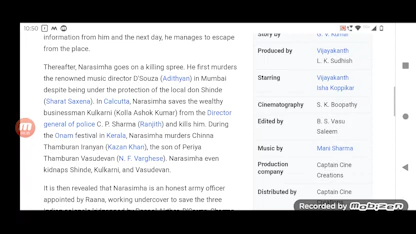 10:50
information from him and the next day, he manages to escape
from the place.
Thereafter, Narasimha goes on a killing spree. He first murders
the renowned music director D'Souza (Adithyan) in Mumbai
despite being under the protection of the local don Shinde
(Sharat Saxena). In Calcutta, Narasimha saves the wealthy
businessman Kulkarni (Kolla Ashok Kumar) from the Director
general of police C. P. Sharma (Ranjith) and kills him. During
the Onam festival in Kerala, Narasimha murders Chinna
Thamburan Iranyan (Kazan Khan), the son of Periya
Thamburan Vasudevan (N. F. Varghese). Narasimha even
kidnaps Shinde, Kulkarni, and Vasudevan.
It is then revealed that Narasimha is an honest army officer
appointed by Raana, working undercover to save the three
Story by G. V. Kumar
Produced by Vijayakanth
L. K. Sudhish
Starring Vijayakanth
Isha Koppikar
Cinematography S. K. Boopathy
Edited by B. S. Vasu
Saleem
Music by Mani Sharma
Production
company Captain Cine
Creations
Distributed by Captain Cine
Recorded by Mobizen